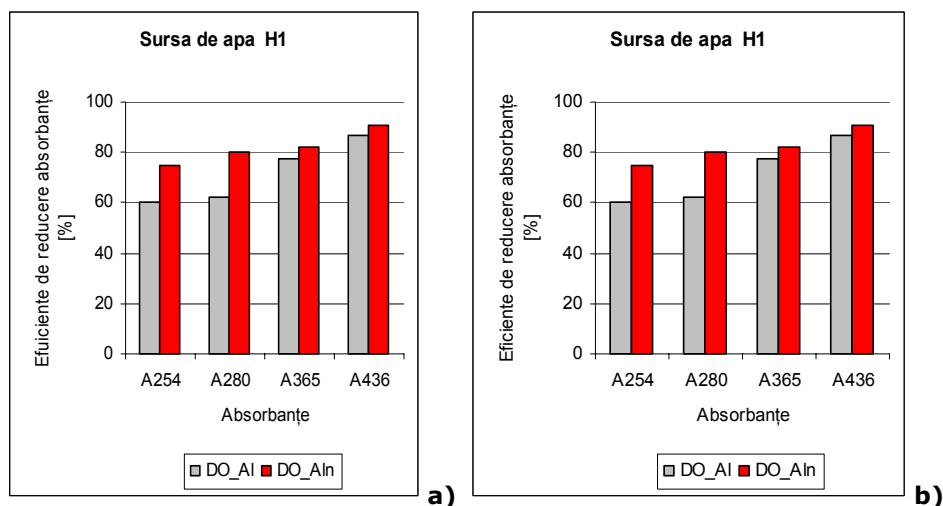 Sursa de apa H1
Efuiciente de reducere absorbanțe
[%]
100
80
60
40
20
0
A254 A280 A365 A436
Absorbanțe
DO_Al DO_Aln
a)
Sursa de apa H1
Eficiente de reducere absorbanțe
[%]
100
80
60
40
20
0
A254 A280 A365 A436
Absorbanțe
DO_Al DO_Aln
b)